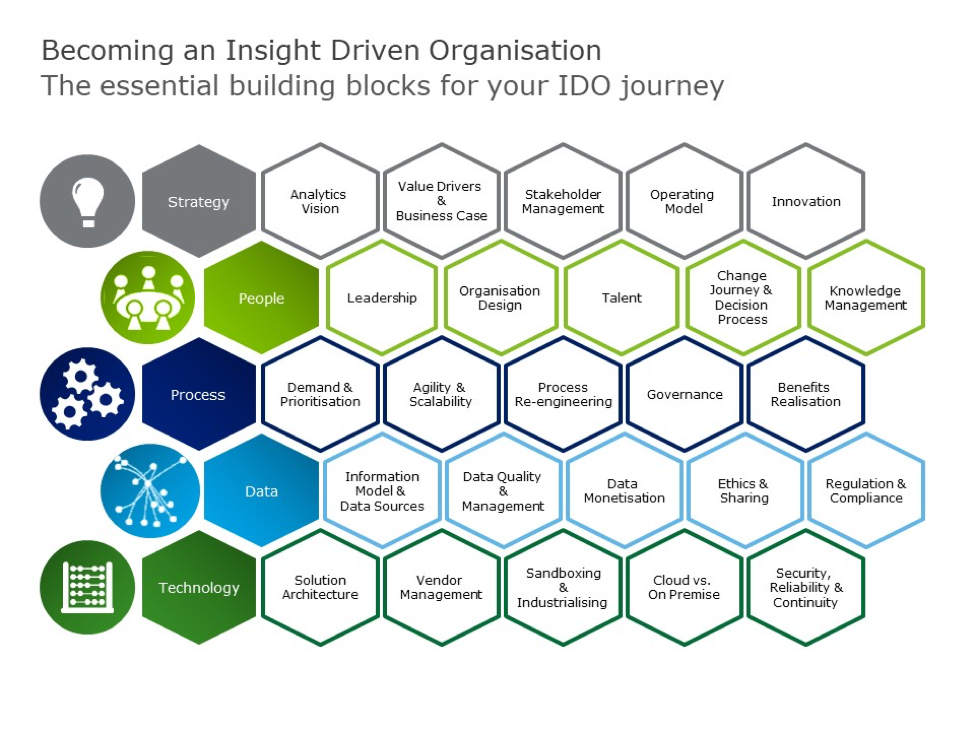 Becoming an Insight Driven Organisation
The essential building blocks for your IDO journey
Strategy
Analytics
Vision
Value Drivers
&
Business Case
Stakeholder
Management
Operating
Model
Innovation
People
Leadership
Organisation
Design
Talent
Change
Journey &
Decision
Process
Knowledge
Management
Process
Demand &
Prioritisation
Agility &
Scalability
Process
Re-engineering
Governance
Benefits
Realisation
Data
Information
Model &
Data Sources
Data Quality
&
Management
Data
Monetisation
Ethics &
Sharing
Regulation &
Compliance
Technology
Solution
Architecture
Vendor
Management
Sandboxing
&
Industrialising
Cloud vs.
On Premise
Security,
Reliability &
Continuity